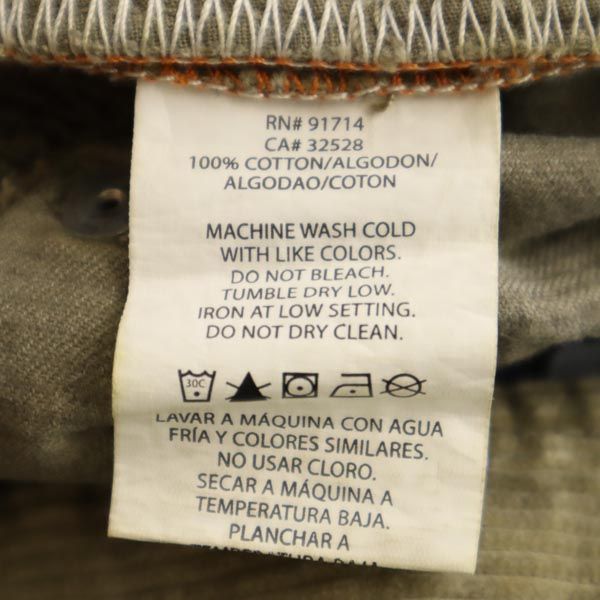 RN# 91714
CA# 32528
100% COTTON/ALGODON/
ALGODAO/COTON
MACHINE WASH COLD
WITH LIKE COLORS.
DO NOT BLEACH.
TUMBLE DRY LOW.
IRON AT LOW SETTING.
DO NOT DRY CLEAN.
30C
LAVAR A MÁQUINA CON AGUA
FRÍA Y COLORES SIMILARES.
NO USAR CLORO.
SECAR A MÁQUINA A
TEMPERATURA BAJA.
PLANCHAR A